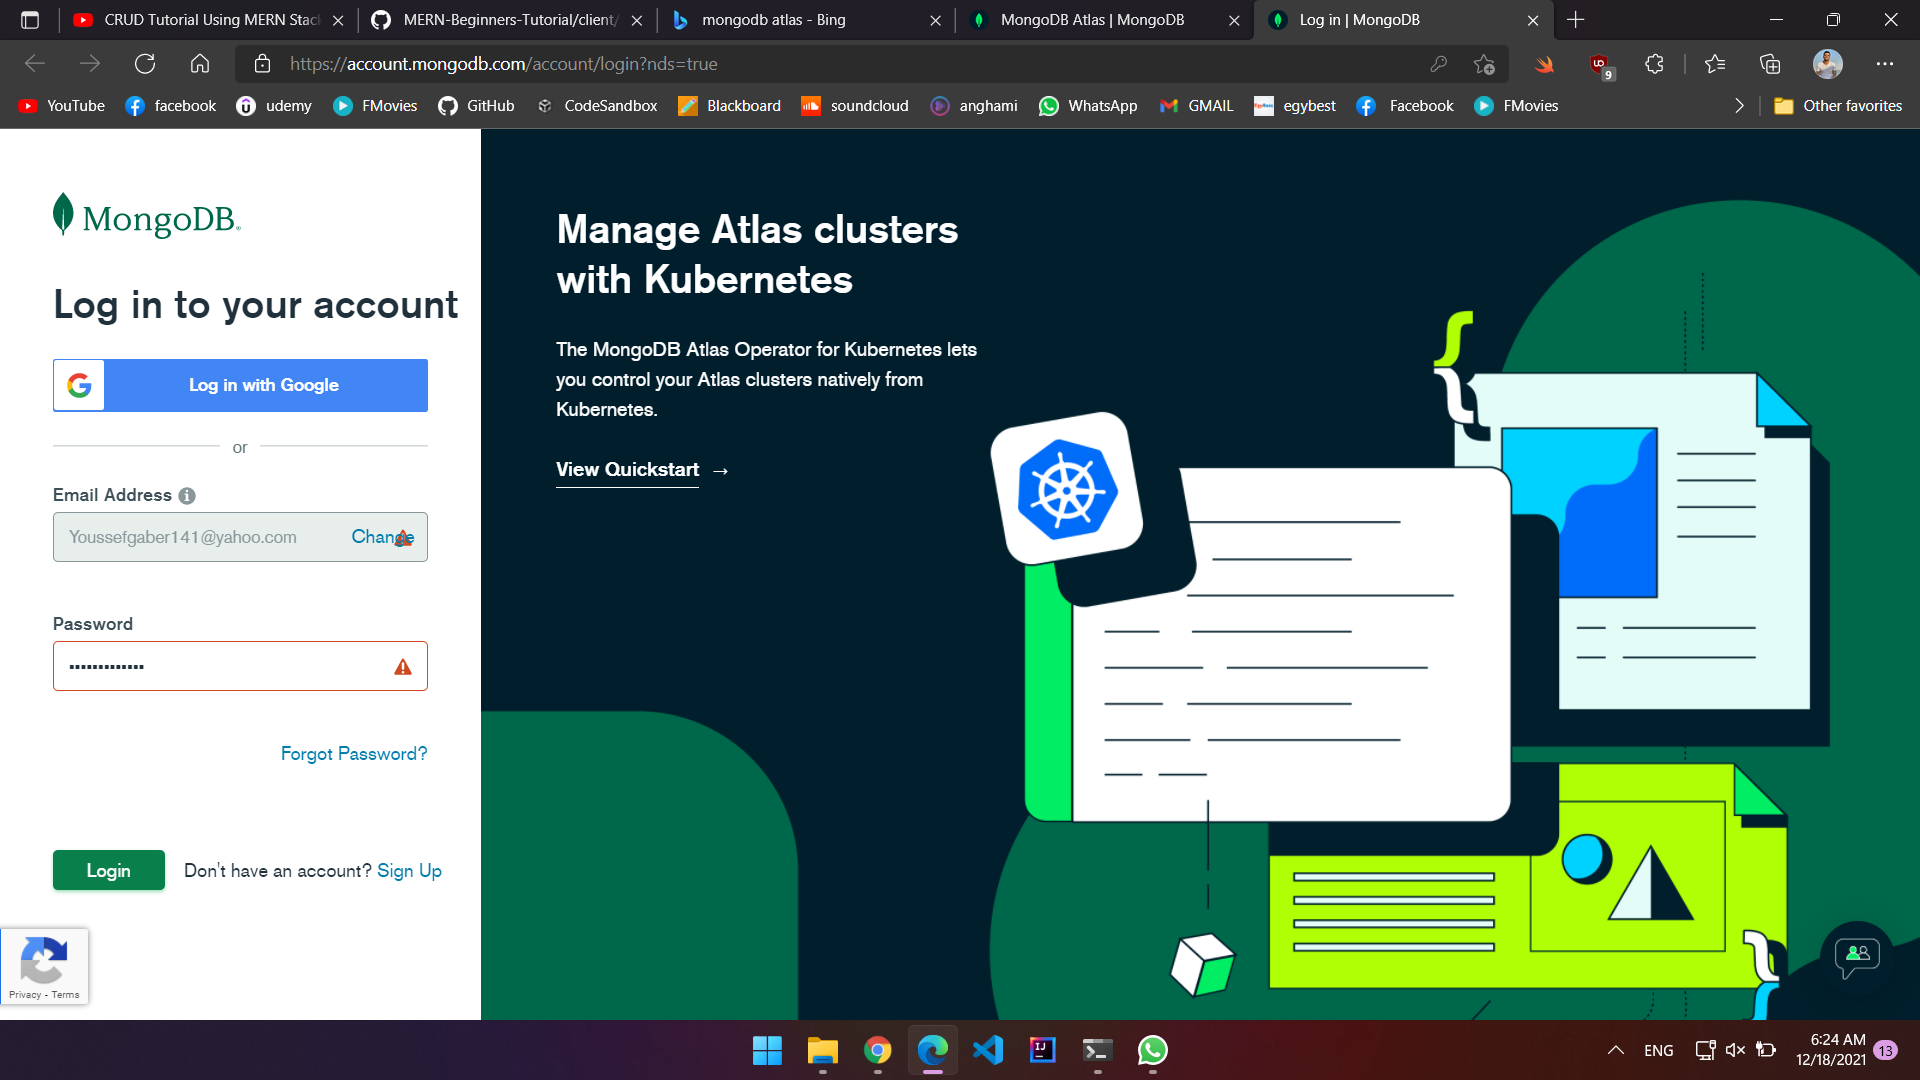 CRUD Tutorial Using MERN Stack
MERN-Beginners-Tutorial/client/
mongodb atlas - Bing
MongoDB Atlas | MongoDB
Log in | MongoDB
https://account.mongodb.com/account/login?nds=true
9
YouTube
facebook
udemy
FMovies
GitHub
CodeSandbox
Blackboard
soundcloud
anghami
WhatsApp
GMAIL
egybest
Facebook
FMovies
Other favorites
MongoDB®
Log in to your account
Log in with Google
or
Email Address
Youssefgaber141@yahoo.com
Change
Password
•••••••••••••
Forgot Password?
Login
Don't have an account? Sign Up
Privacy - Terms
Manage Atlas clusters
with Kubernetes
The MongoDB Atlas Operator for Kubernetes lets
you control your Atlas clusters natively from
Kubernetes.
View Quickstart →
ENG
6:24 AM
12/18/2021
13